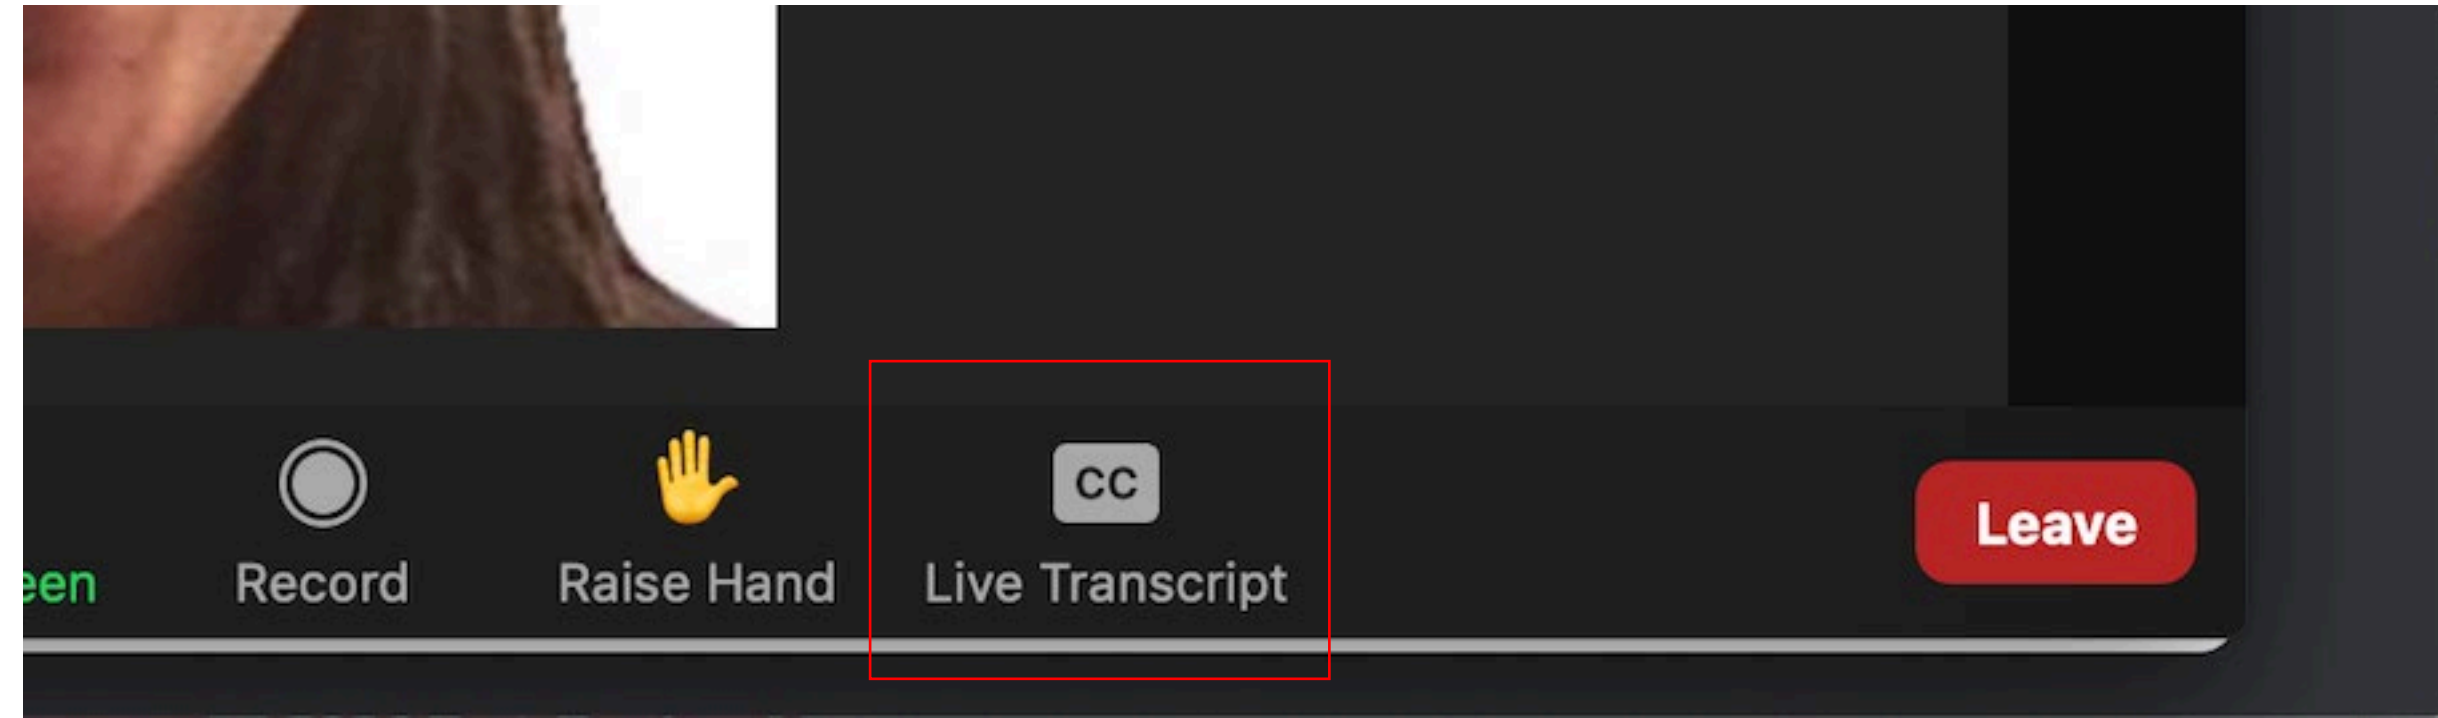 een
Record
Raise Hand
CC
Live Transcript
Leave